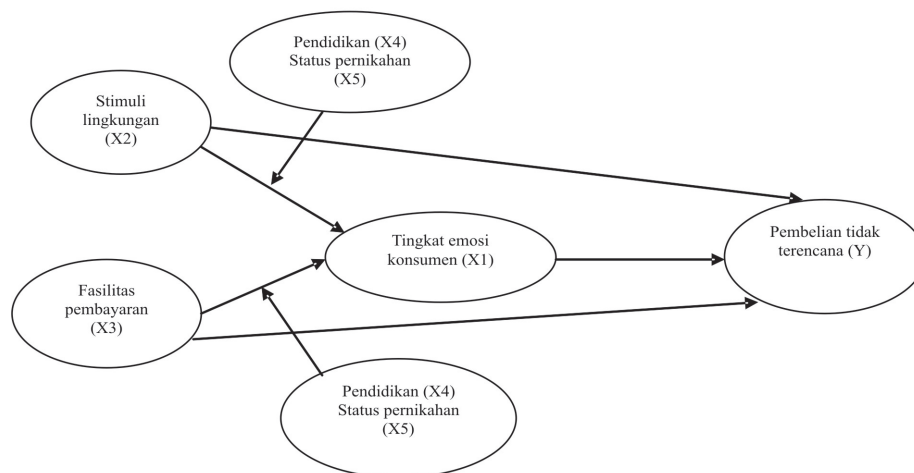 Pendidikan (X4)
Status pernikahan
(X5)
Stimuli
lingkungan
(X2)
Tingkat emosi
konsumen (X1)
Pembelian tidak
terencana (Y)
Fasilitas
pembayaran
(X3)
Pendidikan (X4)
Status pernikahan
(X5)